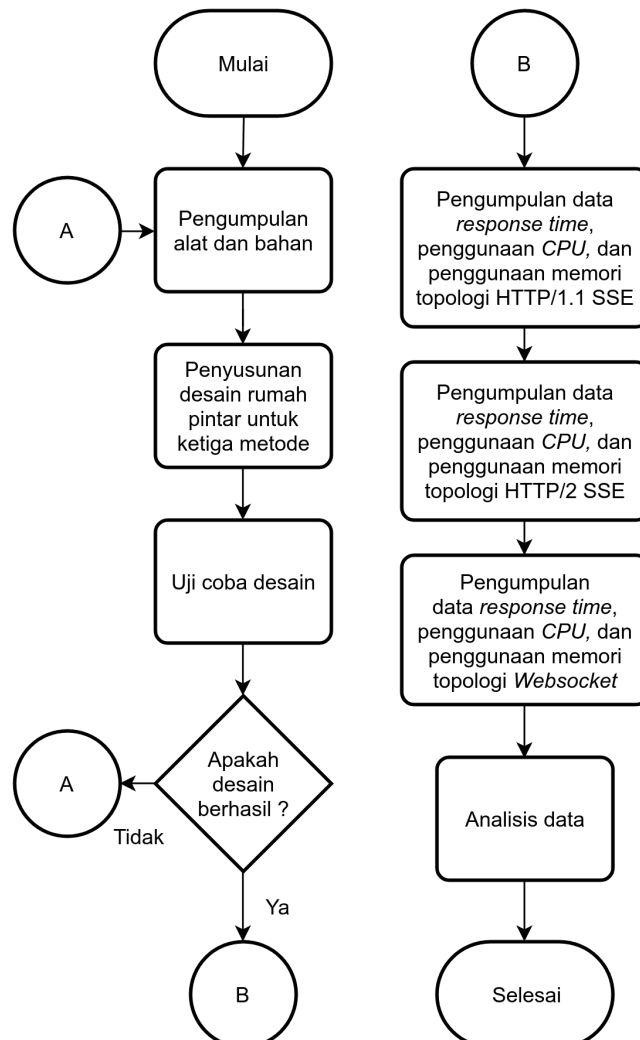 Mulai
A
Pengumpulan
alat dan bahan
Penyusunan
desain rumah
pintar untuk
ketiga metode
Uji coba desain
Apakah
desain
berhasil ?
A
Tidak
Ya
B
B
Pengumpulan data
response time,
penggunaan CPU, dan
penggunaan memori
topologi HTTP/1.1 SSE
Pengumpulan data
response time,
penggunaan CPU, dan
penggunaan memori
topologi HTTP/2 SSE
Pengumpulan
data response time,
penggunaan CPU, dan
penggunaan memori
topologi Websocket
Analisis data
Selesai